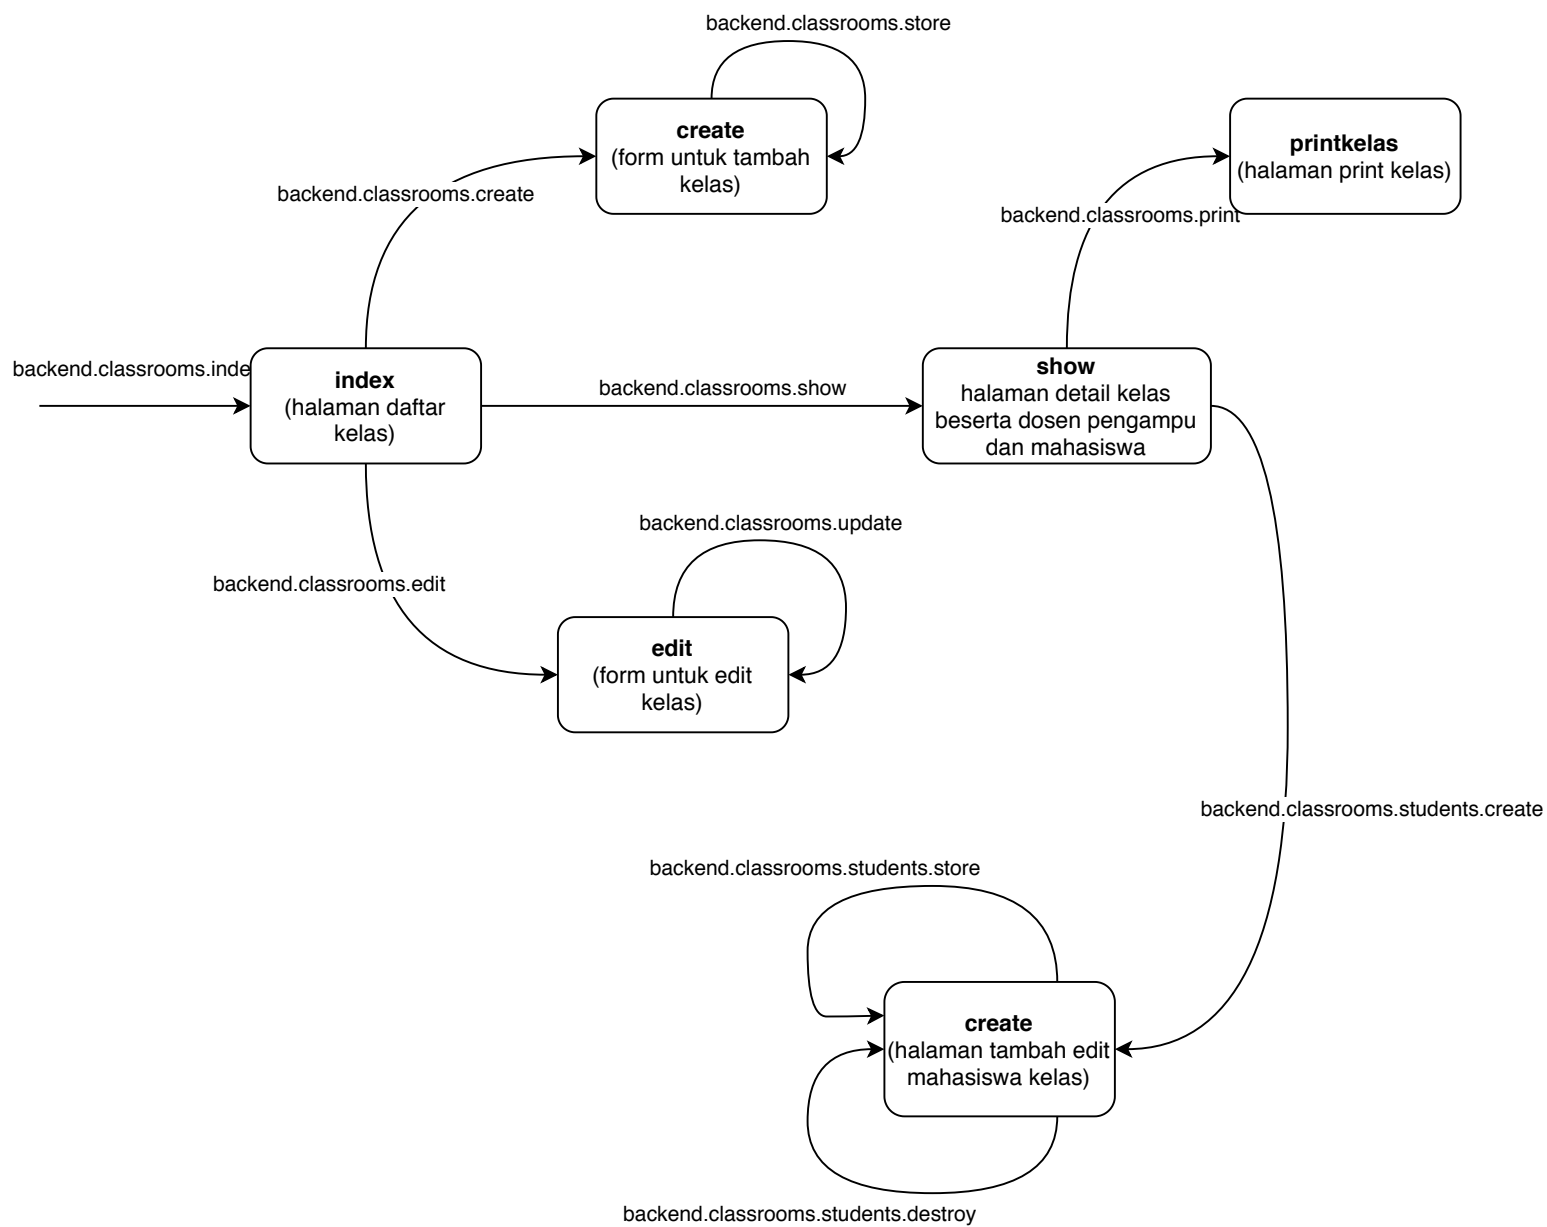 backend.classrooms.store
create
(form untuk tambah
kelas)
printkelas
(halaman print kelas)
backend.classrooms.create
backend.classrooms.print
backend.classrooms.inde
index
(halaman daftar
kelas)
backend.classrooms.show
show
halaman detail kelas
beserta dosen pengampu
dan mahasiswa
backend.classrooms.update
backend.classrooms.edit
edit
(form untuk edit
kelas)
backend.classrooms.students.create
backend.classrooms.students.store
create
(halaman tambah edit
mahasiswa kelas)
backend.classrooms.students.destroy